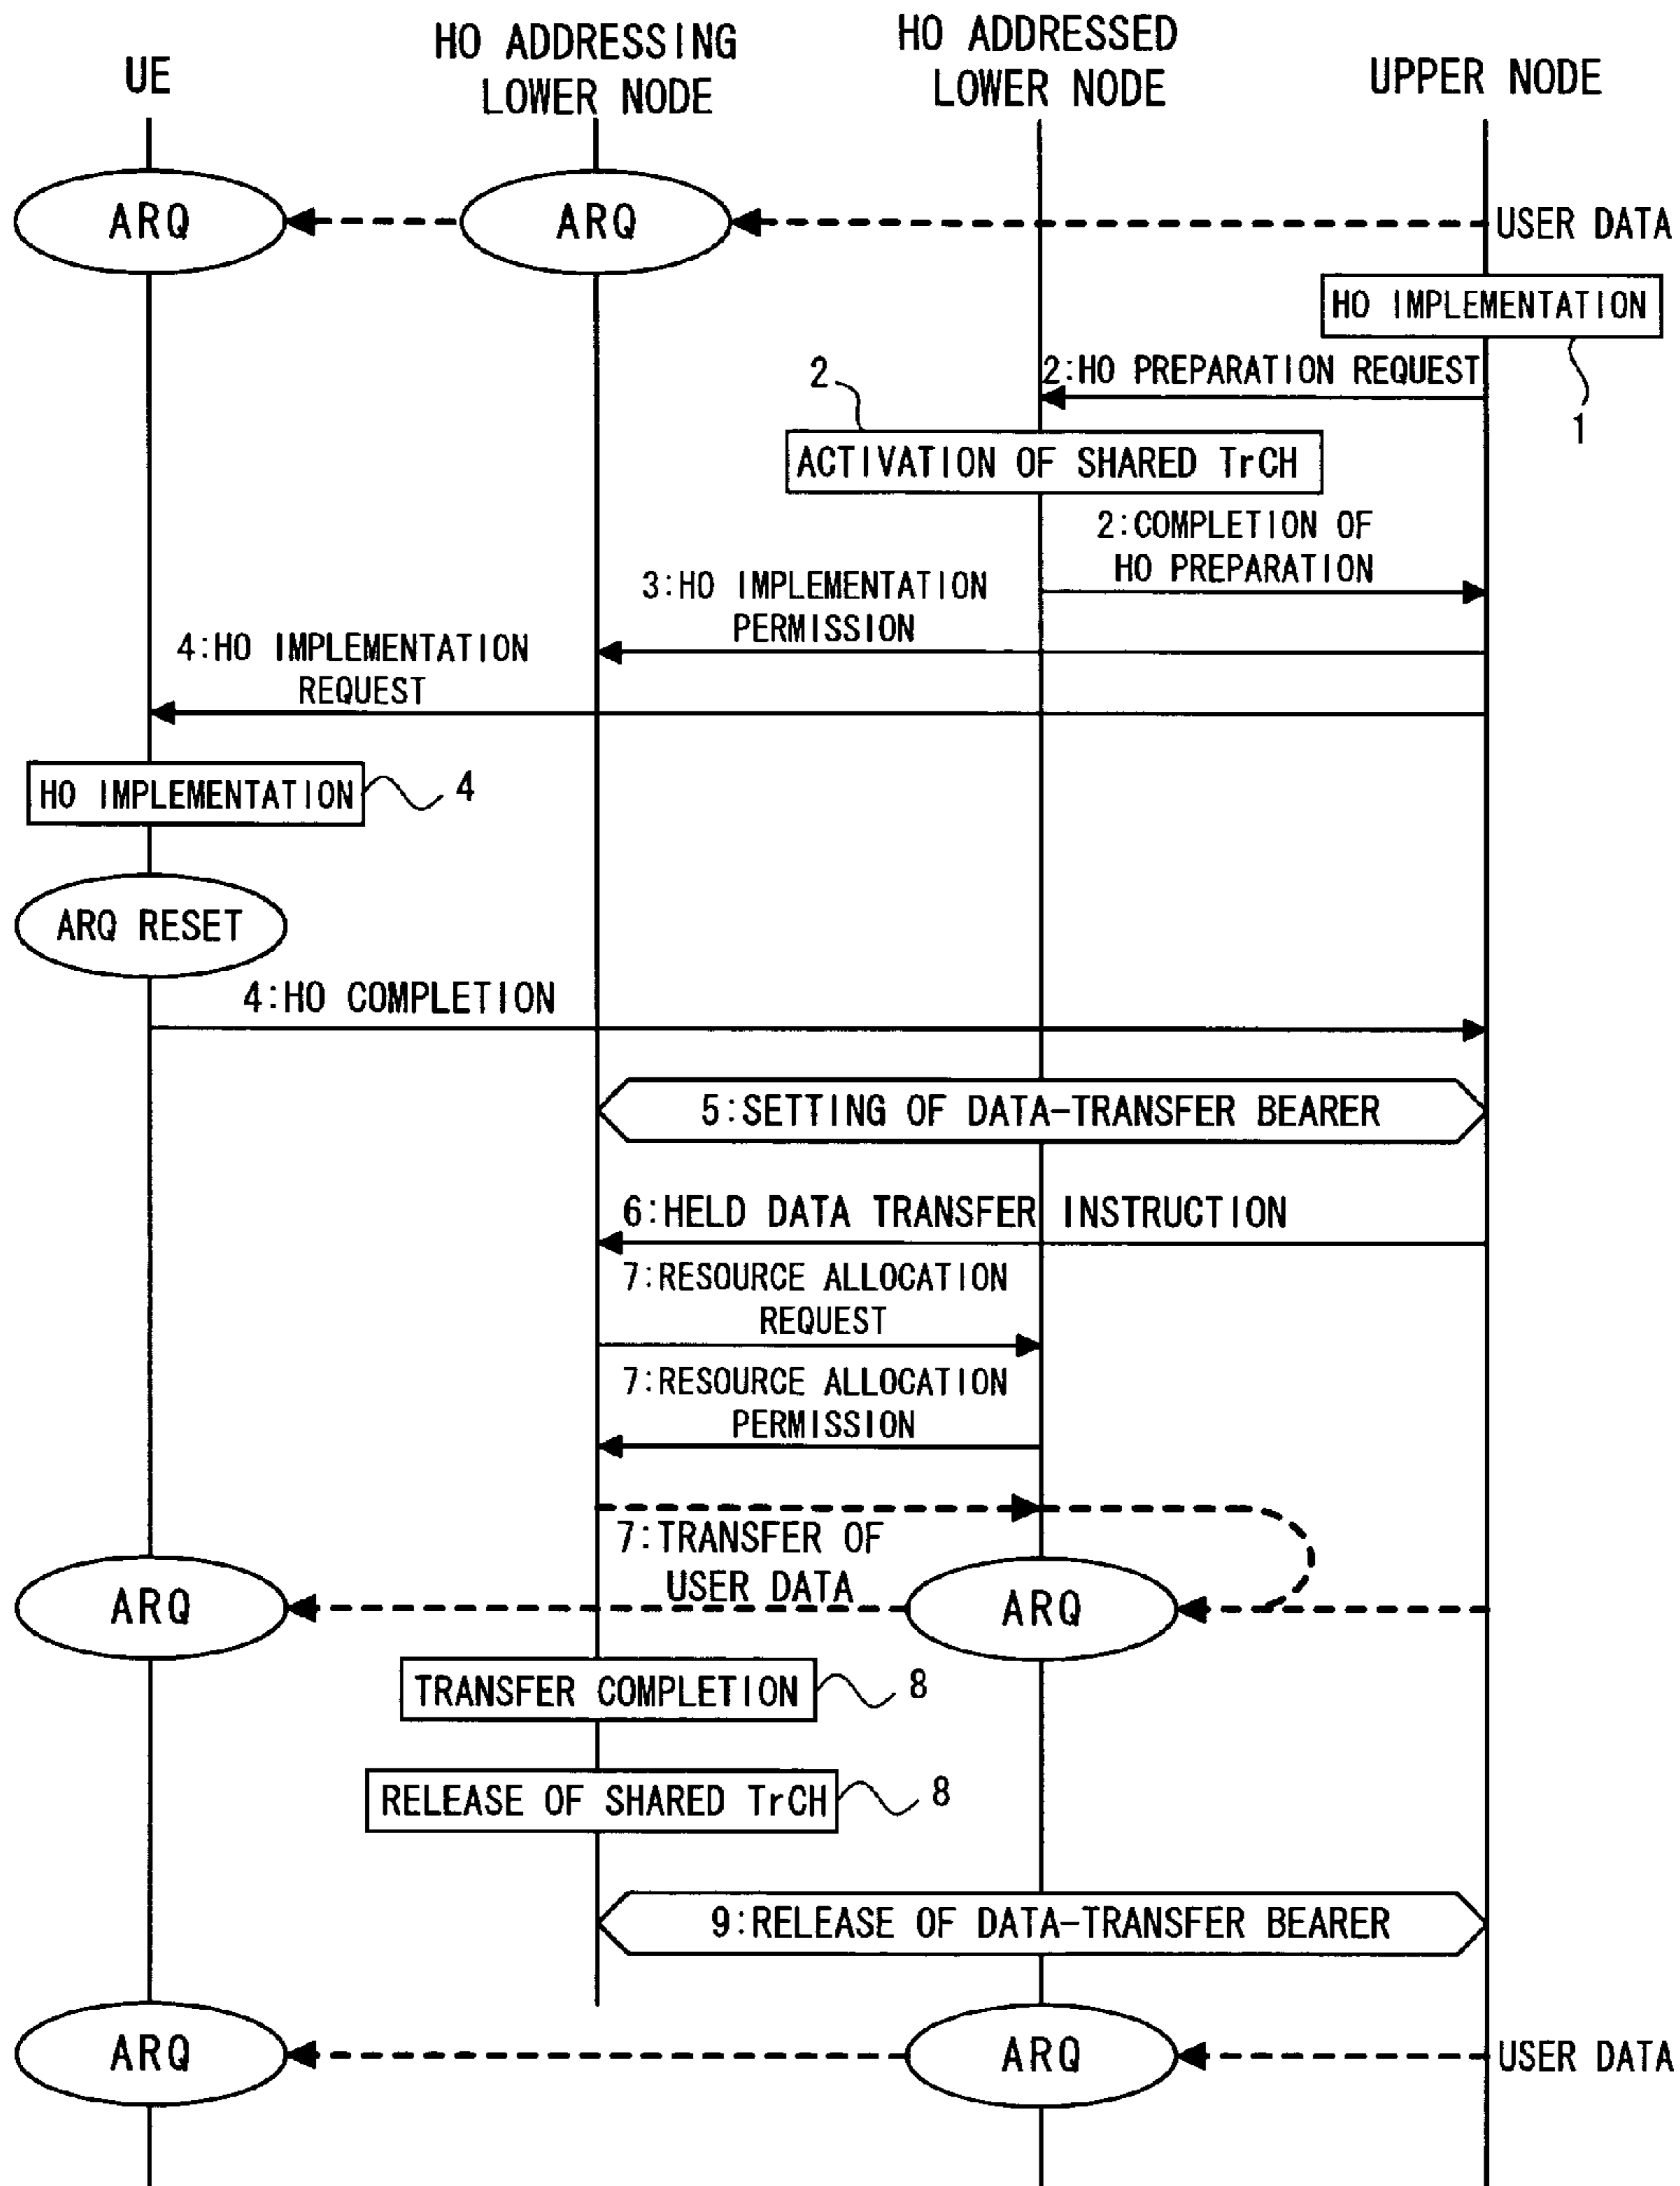 UE
HO ADDRESSING
LOWER NODE
HO ADDRESSED
LOWER NODE
UPPER NODE
ARQ
ARQ
USER DATA
HO IMPLEMENTATION
1
2:HO PREPARATION REQUEST
2
ACTIVATION OF SHARED TrCH
2:COMPLETION OF
HO PREPARATION
3:HO IMPLEMENTATION
PERMISSION
4:HO IMPLEMENTATION
REQUEST
HO IMPLEMENTATION
4
ARQ RESET
4:HO COMPLETION
5:SETTING OF DATA-TRANSFER BEARER
6:HELD DATA TRANSFER INSTRUCTION
7:RESOURCE ALLOCATION
REQUEST
7:RESOURCE ALLOCATION
PERMISSION
7:TRANSFER OF
USER DATA
ARQ
ARQ
TRANSFER COMPLETION
8
RELEASE OF SHARED TrCH
8
9:RELEASE OF DATA-TRANSFER BEARER
ARQ
ARQ
USER DATA